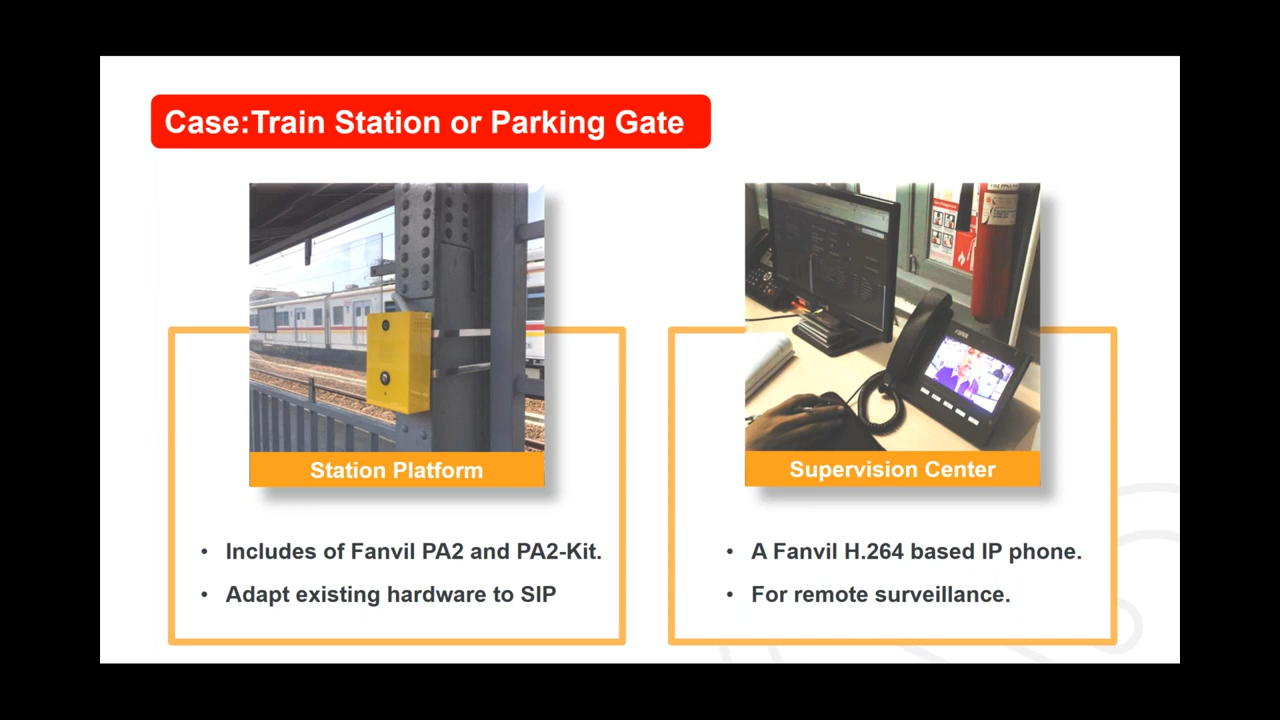 Case:Train Station or Parking Gate
Station Platform
Supervision Center
• Includes of Fanvil PA2 and PA2-Kit.
• Adapt existing hardware to SIP
• A Fanvil H.264 based IP phone.
• For remote surveillance.